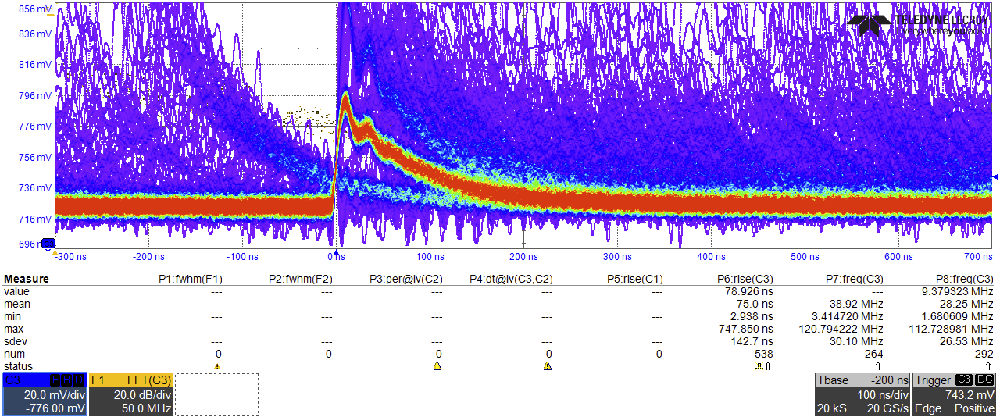 856 mV
836 mV
816 mV
796 mV
776 mV
756 mV
736 mV
716 mV
696 m
TELEDYNE LECROY
Everywhereyoulook
-300 ns -200 ns -100 ns 0 ns 100 ns 200 ns 300 ns 400 ns 500 ns 600 ns 700 ns
Measure P1:fwhm(F1) P2:fwhm(F2) P3:per@lv(C2) P4:dt@lv(C3,C2) P5:rise(C1) P6:rise(C3) P7:freq(C3) P8:freq(C3)
value --- --- --- --- --- 78.926 ns --- 9.379323 MHz
mean --- --- --- --- --- 75.0 ns 38.92 MHz 28.25 MHz
min --- --- --- --- --- 2.938 ns 3.414720 MHz 1.680609 MHz
max --- --- --- --- --- 747.850 ns 120.794222 MHz 112.728981 MHz
sdev --- --- --- --- --- 142.7 ns 30.10 MHz 26.53 MHz
num 0 0 0 0 0 538 264 292
status
C3 F B D F1 FFT(C3) Tbase -200 ns Trigger C3 DC
20.0 mV/div 20.0 dB/div 100 ns/div 743.2 mV
-776.00 mV 50.0 MHz 20 kS 20 GS/s Edge Positive